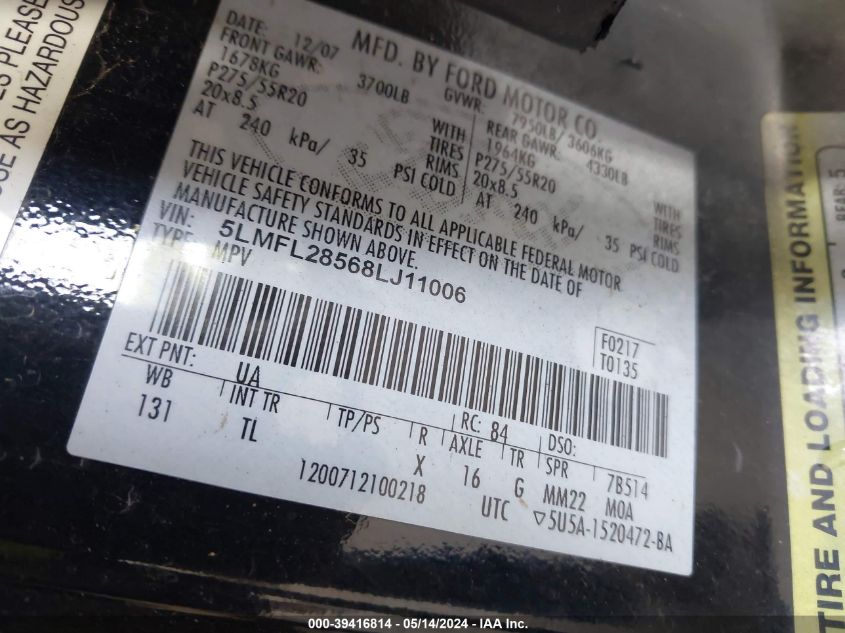 ES PLEASE
OSE AS HAZARDOUS
MFD. BY FORD MOTOR CO.
DATE: 12/07 GVWR: 7950LB/ 3606KG
FRONT GAWR: 3700LB REAR GAWR: 4330LB
1678KG WITH 1964KG WITH
P275/55R20 TIRES P275/55R20 TIRES
20x8.5 RIMS 20x8.5 RIMS
AT 240 kPa/ 35 PSI COLD AT 240 kPa/ 35 PSI COLD
THIS VEHICLE CONFORMS TO ALL APPLICABLE FEDERAL MOTOR
VEHICLE SAFETY STANDARDS IN EFFECT ON THE DATE OF
MANUFACTURE SHOWN ABOVE.
VIN: 5LMFL28568LJ11006
TYPE: MPV
F0217
T0135
EXT PNT: UA RC: 84 DSO:
WB INT TR TP/PS R AXLE TR SPR 7B514
131 TL X 16 G MM22 MOA
1200712100218 UTC ▽5U5A-1520472-BA
TIRE AND LOADING INFORMATION
REAR: 5
000-39416814 - 05/14/2024 - IAA Inc.